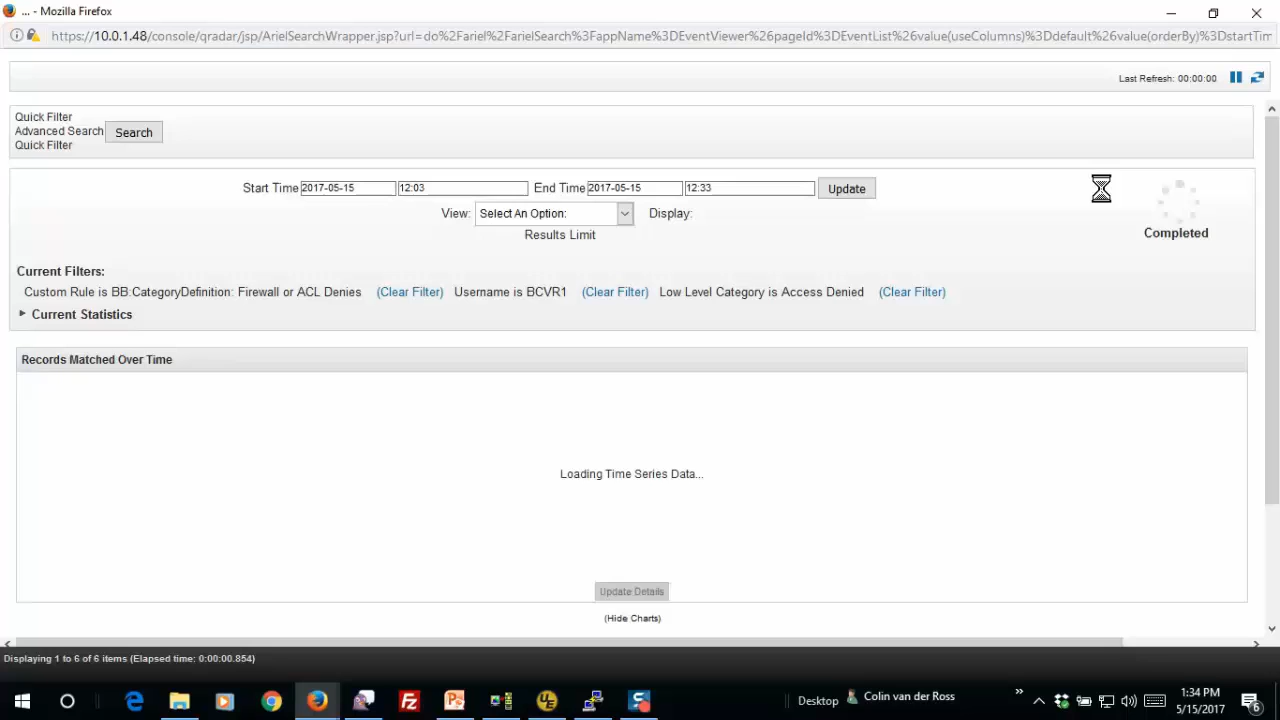 ... - Mozilla Firefox
https://10.0.1.48/console/qradar/jsp/ArielSearchWrapper.jsp?url=do%2Fariel%2FarielSearch%3FappName%3DEventViewer%26pageId%3DEventList%26value(useColumns)%3Ddefault%26value(orderBy)%3DstartTim
Last Refresh: 00:00:00
Quick Filter
Advanced Search Search
Quick Filter
Start Time 2017-05-15 12:03 End Time 2017-05-15 12:33 Update
View: Select An Option: Display:
Results Limit
Completed
Current Filters:
Custom Rule is BB:CategoryDefinition: Firewall or ACL Denies (Clear Filter) Username is BCVR1 (Clear Filter) Low Level Category is Access Denied (Clear Filter)
Current Statistics
Records Matched Over Time
Loading Time Series Data...
Update Details
(Hide Charts)
Displaying 1 to 6 of 6 items (Elapsed time: 0:00:00.854)
Desktop Colin van der Ross
1:34 PM
5/15/2017
6